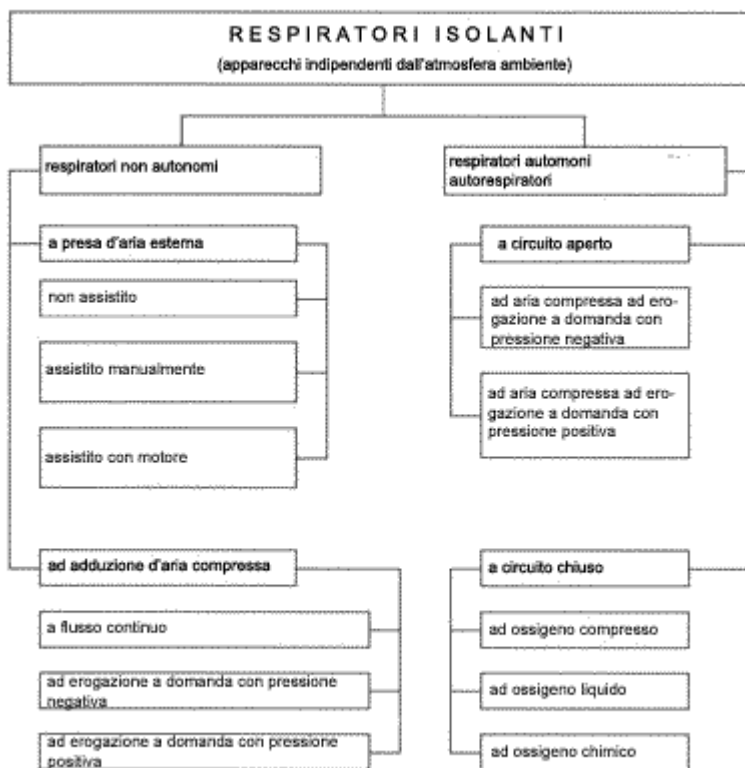 RESPIRATORI ISOLANTI
(apparecchi indipendenti dall'atmosfera ambiente)
respiratori non autonomi
a presa d'aria esterna
non assistito
assistito manualmente
assistito con motore
ad adduzione d'aria compressa
a flusso continuo
ad erogazione a domanda con pressione
negativa
ad erogazione a domanda con pressione
positiva
respiratori automoni
autorespiratori
a circuito aperto
ad aria compressa ad ero-
gazione a domanda con
pressione negativa
ad aria compressa ad ero-
gazione a domanda con
pressione positiva
a circuito chiuso
ad ossigeno compresso
ad ossigeno liquido
ad ossigeno chimico